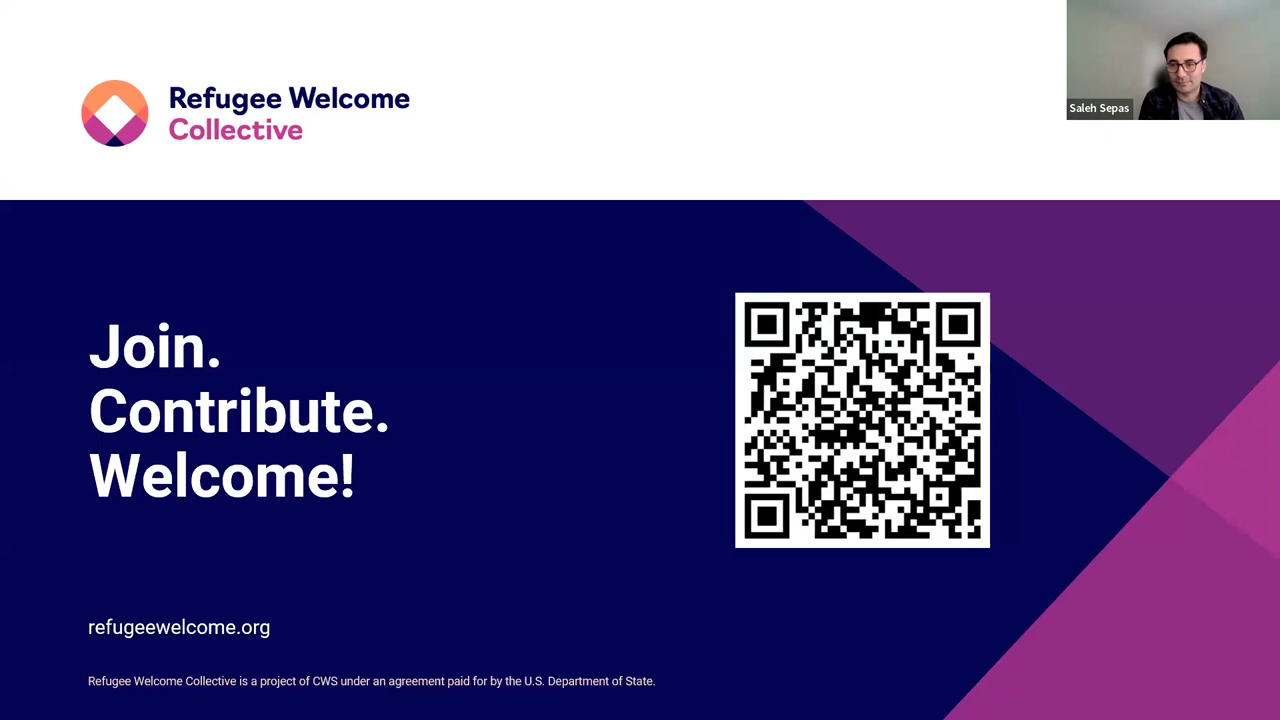 Refugee Welcome
Collective
Saleh Sepas
Join.
Contribute.
Welcome!
refugeewelcome.org
Refugee Welcome Collective is a project of CWS under an agreement paid for by the U.S. Department of State.